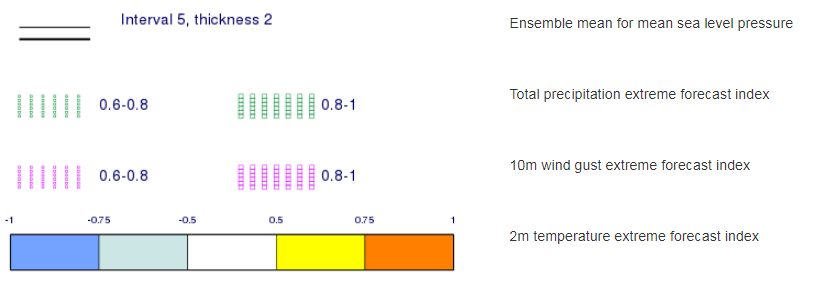 Interval 5, thickness 2
Ensemble mean for mean sea level pressure
0.6-0.8 0.8-1
Total precipitation extreme forecast index
0.6-0.8 0.8-1
10m wind gust extreme forecast index
-1 -0.75 -0.5 0.5 0.75 1
2m temperature extreme forecast index